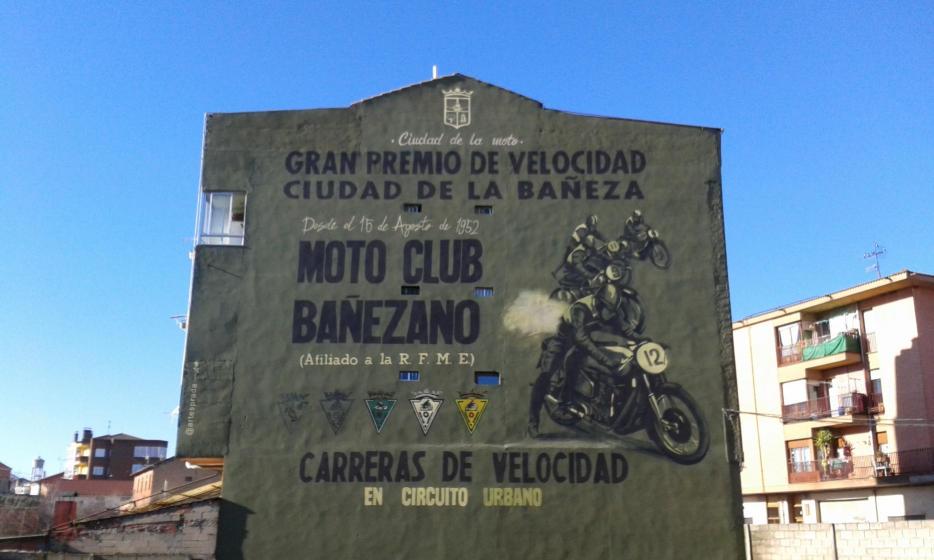 ·Ciudad de la moto·
GRAN PREMIO DE VELOCIDAD
CIUDAD DE LA BAÑEZA
Desde el 15 de Agosto de 1952
MOTO CLUB
BAÑEZANO
(Afiliado a la R. F. M. E.)
12
CARRERAS DE VELOCIDAD
EN CIRCUITO URBANO